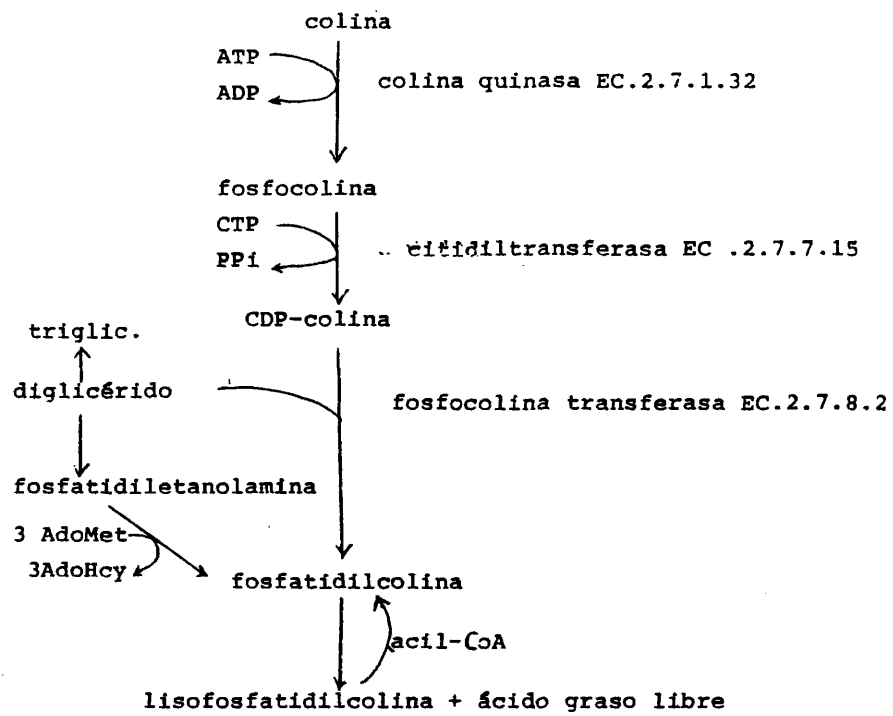 colina
ATP
ADP
colina quinasa EC.2.7.1.32
fosfocolina
CTP
PPi
citidiltransferasa EC .2.7.7.15
CDP-colina
triglic.
diglicérido
fosfocolina transferasa EC.2.7.8.2
fosfatidiletanolamina
3 AdoMet
3AdoHcy
fosfatidilcolina
acil-CoA
lisofosfatidilcolina + ácido graso libre